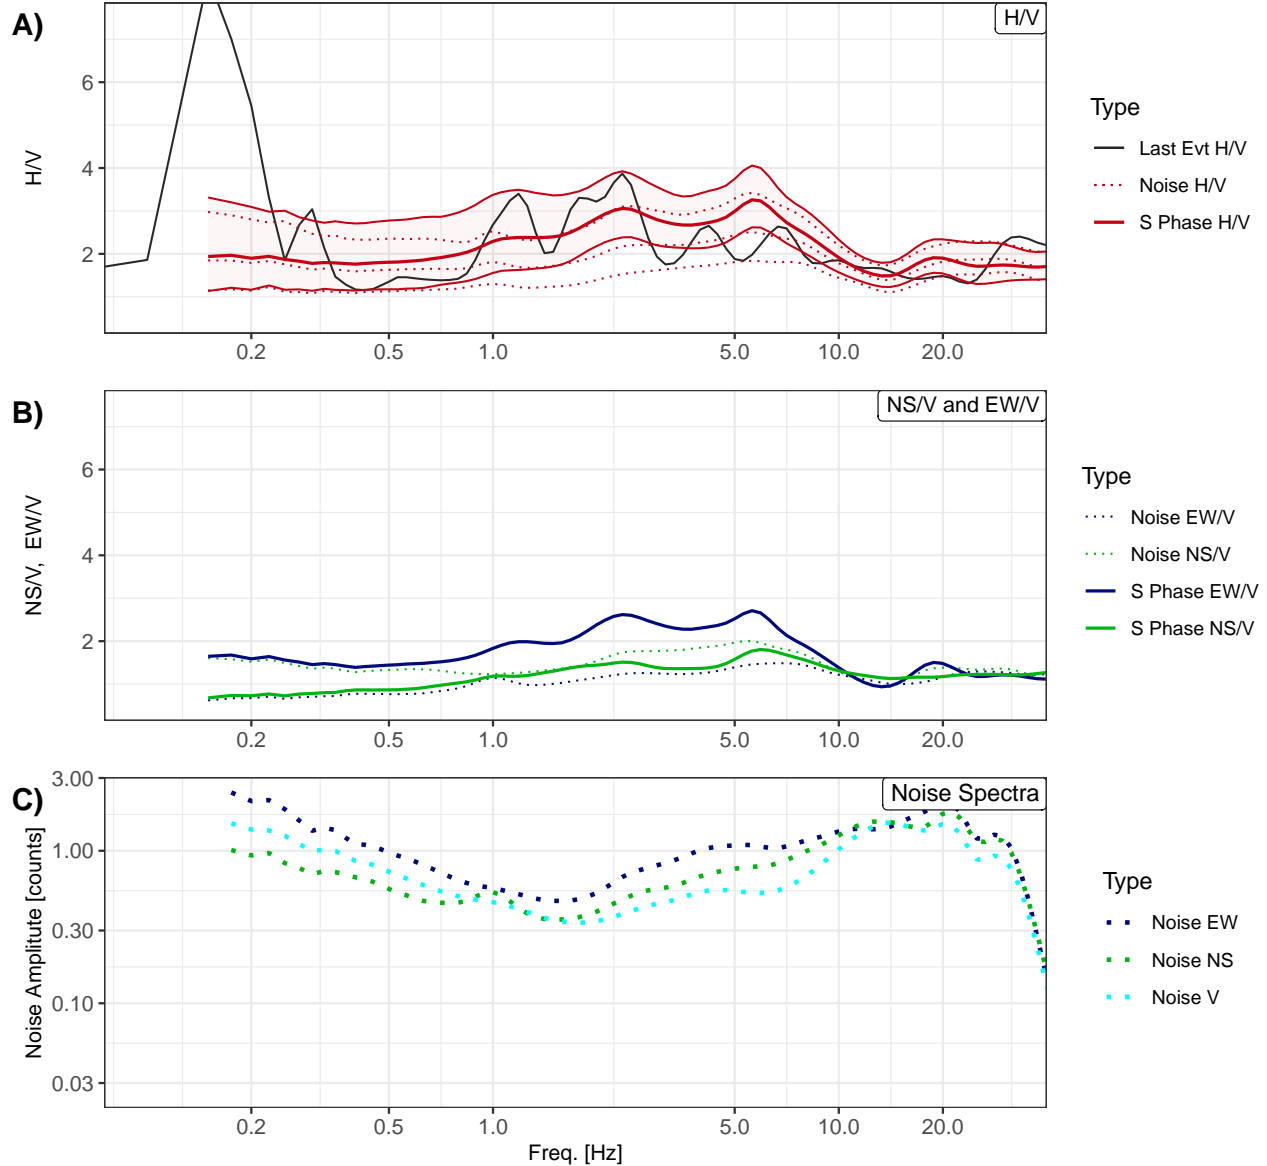 A)
H/V
6
4
2
H/V
0.2 0.5 1.0 5.0 10.0 20.0
Type
Last Evt H/V
Noise H/V
S Phase H/V
B)
NS/V and EW/V
6
4
2
NS/V, EW/V
0.2 0.5 1.0 5.0 10.0 20.0
Type
Noise EW/V
Noise NS/V
S Phase EW/V
S Phase NS/V
C)
Noise Spectra
3.00
1.00
0.30
0.10
0.03
Noise Amplitude [counts]
0.2 0.5 1.0 5.0 10.0 20.0
Freq. [Hz]
Type
Noise EW
Noise NS
Noise V